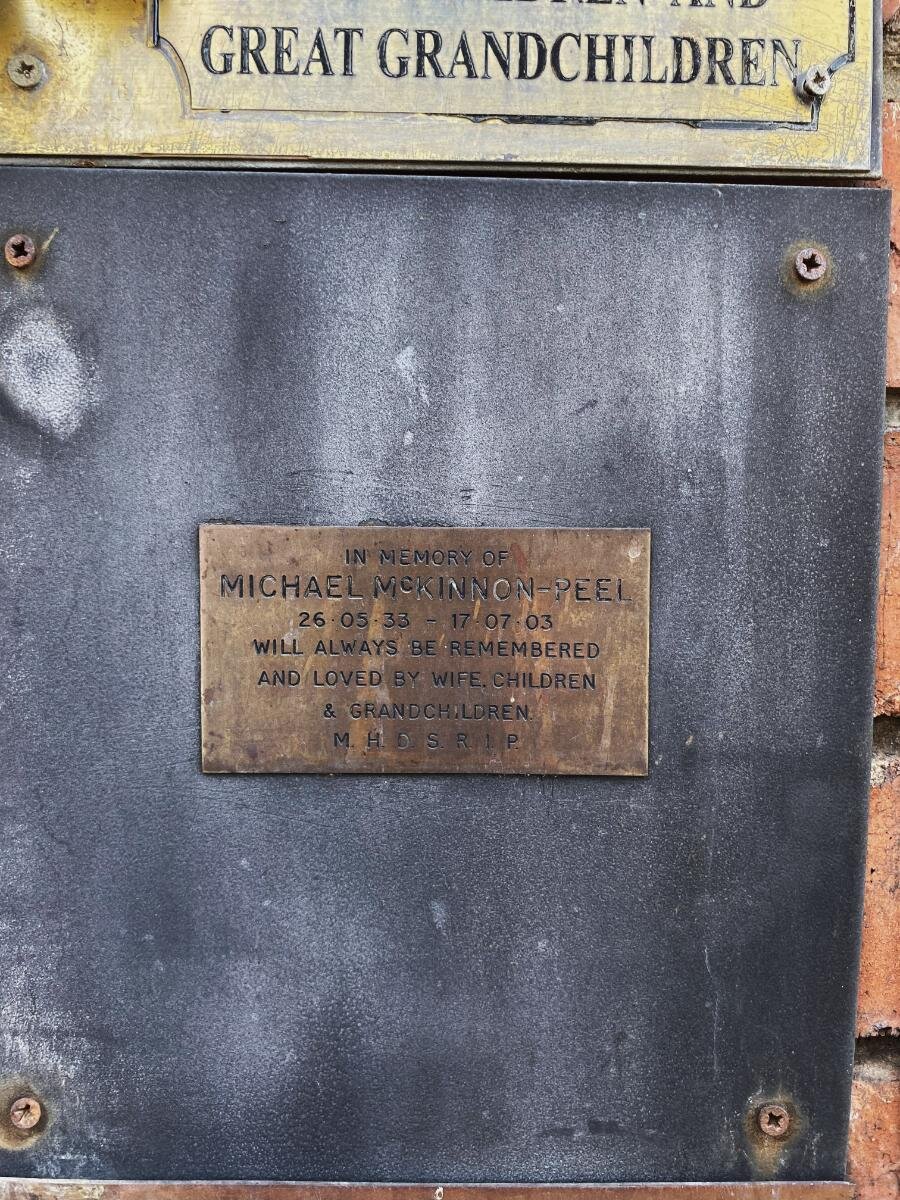 AND
GREAT GRANDCHILDREN
IN MEMORY OF
MICHAEL McKINNON-PEEL
26·05·33 - 17·07·03
WILL ALWAYS BE REMEMBERED
AND LOVED BY WIFE, CHILDREN
& GRANDCHILDREN.
M. H. D. S. R. I. P.